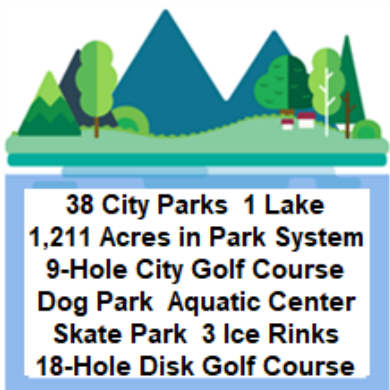 38 City Parks 1 Lake
1,211 Acres in Park System
9-Hole City Golf Course
Dog Park Aquatic Center
Skate Park 3 Ice Rinks
18-Hole Disk Golf Course